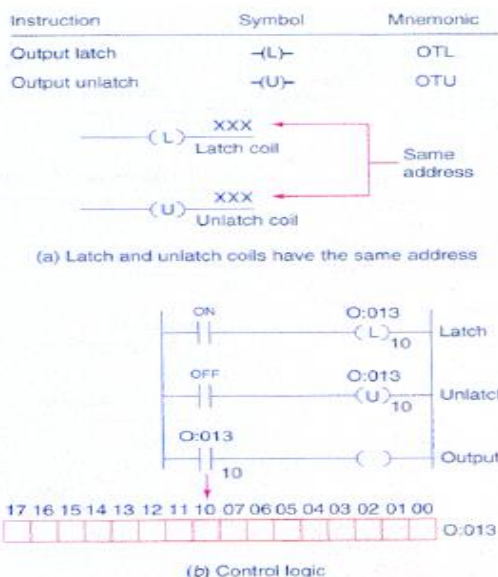 Instruction Symbol Mnemonic
Output latch -(L)- OTL
Output unlatch -(U)- OTU
XXX
(L)
Latch coil
Same
address
XXX
(U)
Unlatch coil
(a) Latch and unlatch coils have the same address
ON O:013
(L) 10 Latch
OFF O:013
(U) 10 Unlatch
O:013
10 ( ) Output
17 16 15 14 13 12 11 10 07 06 05 04 03 02 01 00
O:013
(b) Control logic